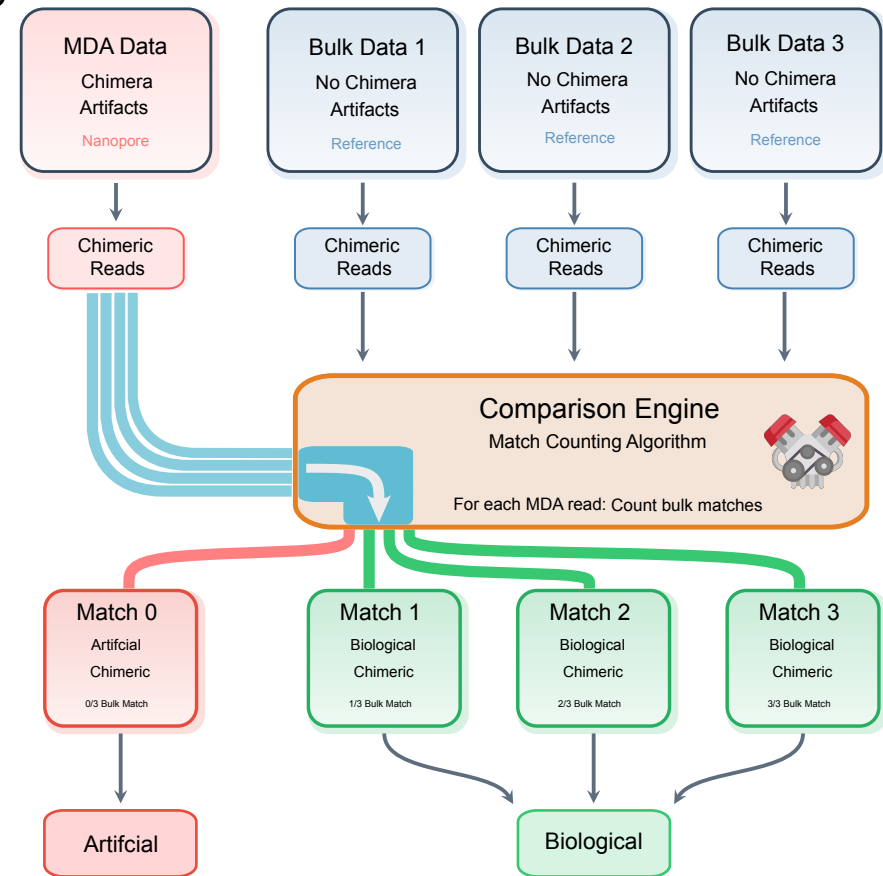 MDA Data
Chimera
Artifacts
Nanopore
Bulk Data 1
No Chimera
Artifacts
Reference
Bulk Data 2
No Chimera
Artifacts
Reference
Bulk Data 3
No Chimera
Artifacts
Reference
Chimeric
Reads
Chimeric
Reads
Chimeric
Reads
Chimeric
Reads
Comparison Engine
Match Counting Algorithm
For each MDA read: Count bulk matches
Match 0
Artifcial
Chimeric
0/3 Bulk Match
Match 1
Biological
Chimeric
1/3 Bulk Match
Match 2
Biological
Chimeric
2/3 Bulk Match
Match 3
Biological
Chimeric
3/3 Bulk Match
Artifcial
Biological